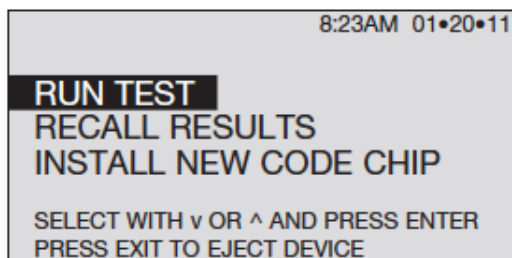 8:23AM 01•20•11
RUN TEST
RECALL RESULTS
INSTALL NEW CODE CHIP
SELECT WITH v OR ^ AND PRESS ENTER
PRESS EXIT TO EJECT DEVICE